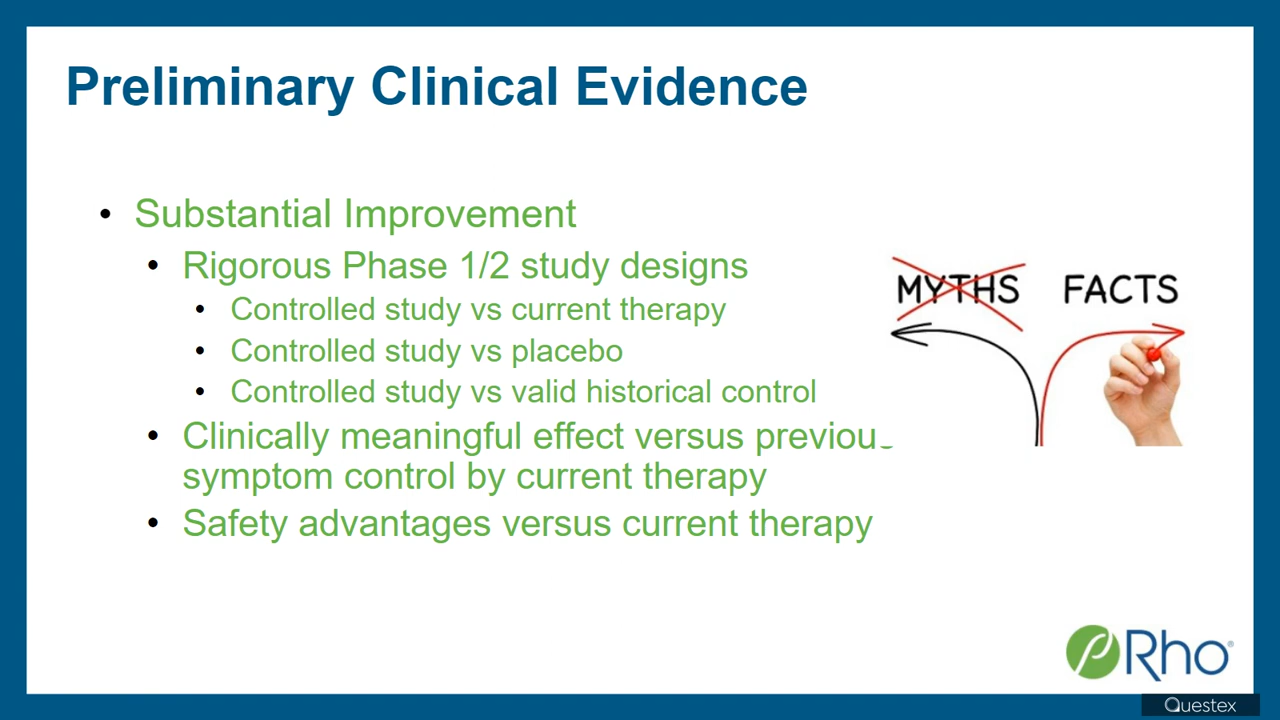 Preliminary Clinical Evidence
• Substantial Improvement
• Rigorous Phase 1/2 study designs
• Controlled study vs current therapy
• Controlled study vs placebo
• Controlled study vs valid historical control
• Clinically meaningful effect versus previous
symptom control by current therapy
• Safety advantages versus current therapy
MYTHS FACTS
Rho®
Questex